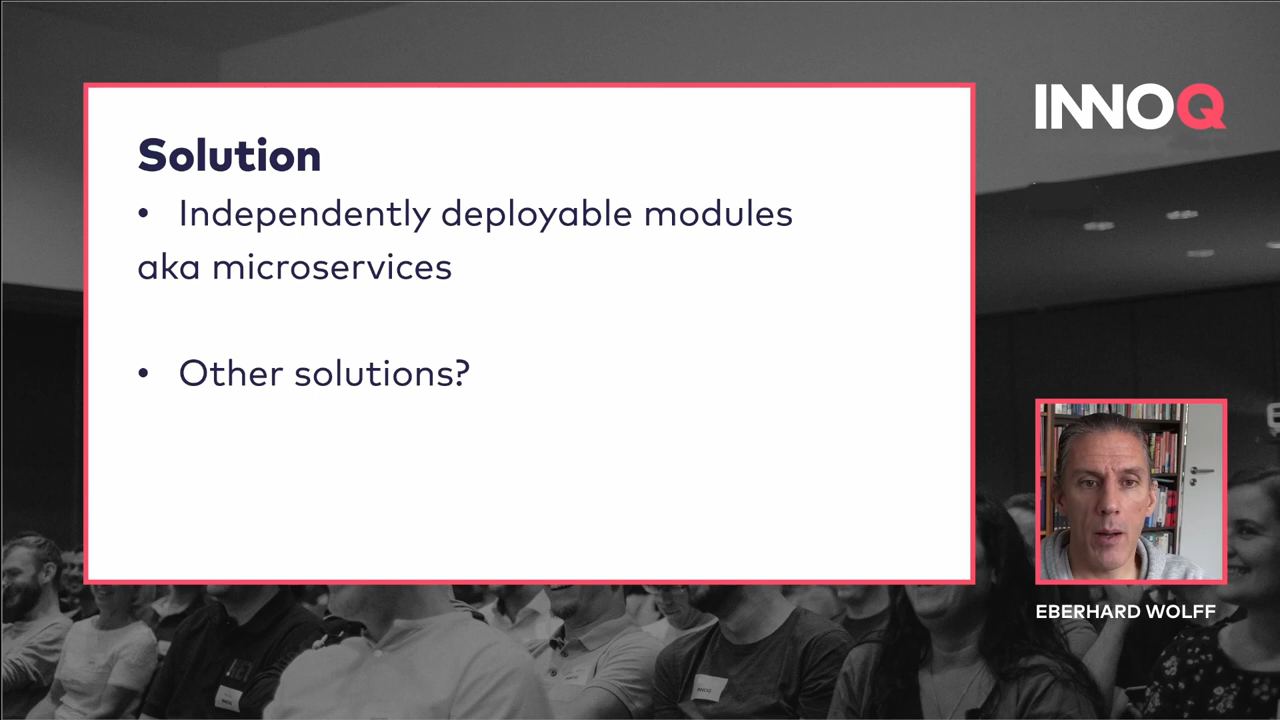 INNOQ
Solution
• Independently deployable modules
aka microservices
• Other solutions?
EBERHARD WOLFF